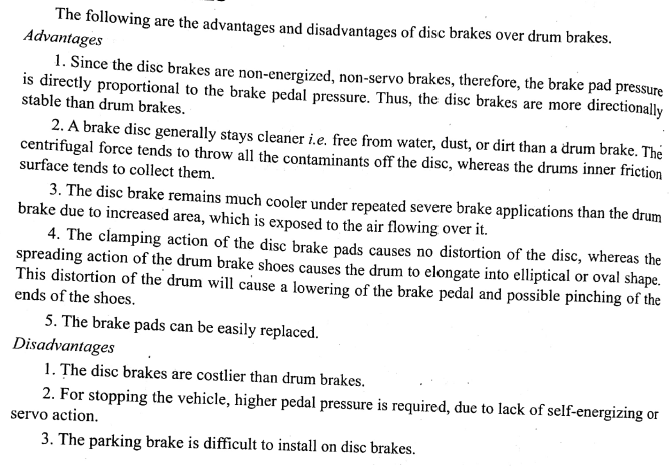 The following are the advantages and disadvantages of disc brakes over drum brakes.
Advantages
1. Since the disc brakes are non-energized, non-servo brakes, therefore, the brake pad pressure
is directly proportional to the brake pedal pressure. Thus, the disc brakes are more directionally
stable than drum brakes.
2. A brake disc generally stays cleaner i.e. free from water, dust, or dirt than a drum brake. The
centrifugal force tends to throw all the contaminants off the disc, whereas the drums inner friction
surface tends to collect them.
3. The disc brake remains much cooler under repeated severe brake applications than the drum
brake due to increased area, which is exposed to the air flowing over it.
4. The clamping action of the disc brake pads causes no distortion of the disc, whereas the
spreading action of the drum brake shoes causes the drum to elongate into elliptical or oval shape.
This distortion of the drum will cause a lowering of the brake pedal and possible pinching of the
ends of the shoes.
5. The brake pads can be easily replaced.
Disadvantages
1. The disc brakes are costlier than drum brakes.
2. For stopping the vehicle, higher pedal pressure is required, due to lack of self-energizing or
servo action.
3. The parking brake is difficult to install on disc brakes.